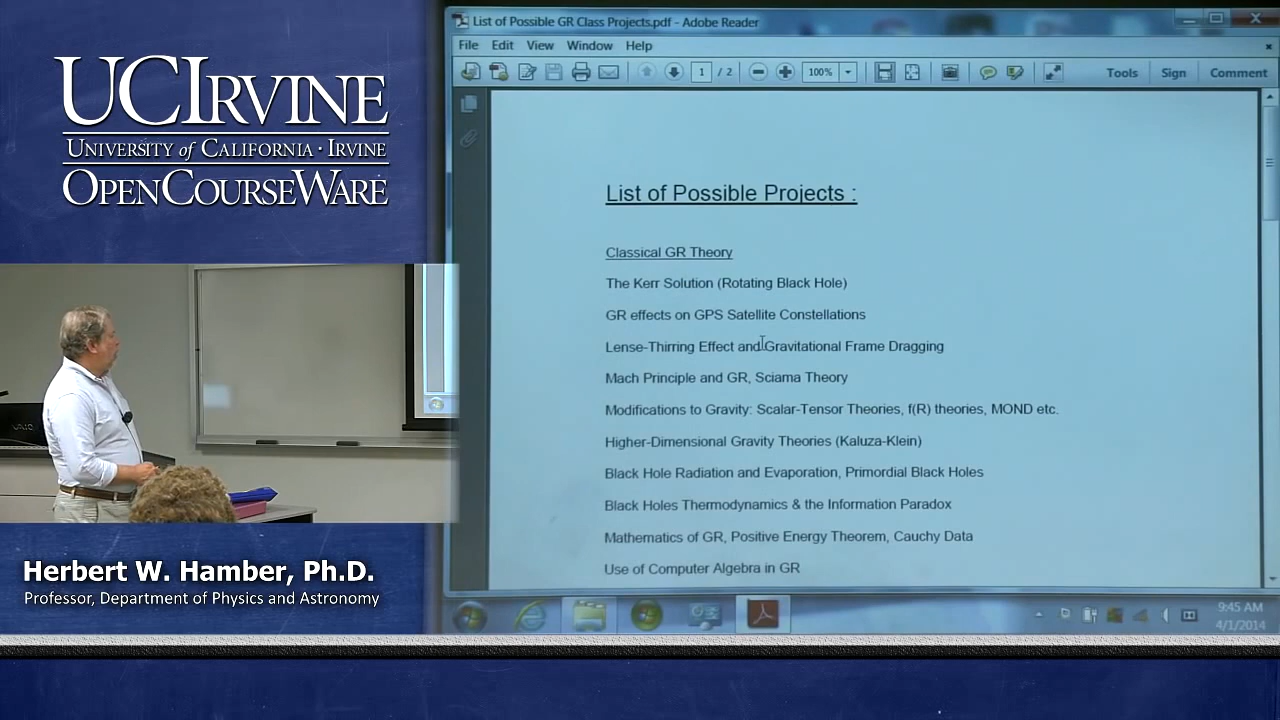 UCIRVINE
UNIVERSITY of CALIFORNIA · IRVINE
OPENCOURSEWARE
Herbert W. Hamber, Ph.D.
Professor, Department of Physics and Astronomy
List of Possible GR Class Projects.pdf - Adobe Reader
File Edit View Window Help
1 / 2 100% Tools Sign Comment
List of Possible Projects :
Classical GR Theory
The Kerr Solution (Rotating Black Hole)
GR effects on GPS Satellite Constellations
Lense-Thirring Effect and Gravitational Frame Dragging
Mach Principle and GR, Sciama Theory
Modifications to Gravity: Scalar-Tensor Theories, f(R) theories, MOND etc.
Higher-Dimensional Gravity Theories (Kaluza-Klein)
Black Hole Radiation and Evaporation, Primordial Black Holes
Black Holes Thermodynamics & the Information Paradox
Mathematics of GR, Positive Energy Theorem, Cauchy Data
Use of Computer Algebra in GR
9:45 AM
4/1/2014